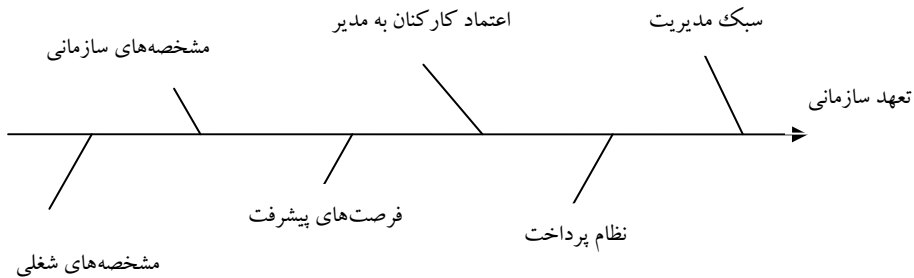 سبک مدیریت
اعتماد کارکنان به مدیر
مشخصه‌های سازمانی
تعهد سازمانی
نظام پرداخت
فرصت‌های پیشرفت
مشخصه‌های شغلی